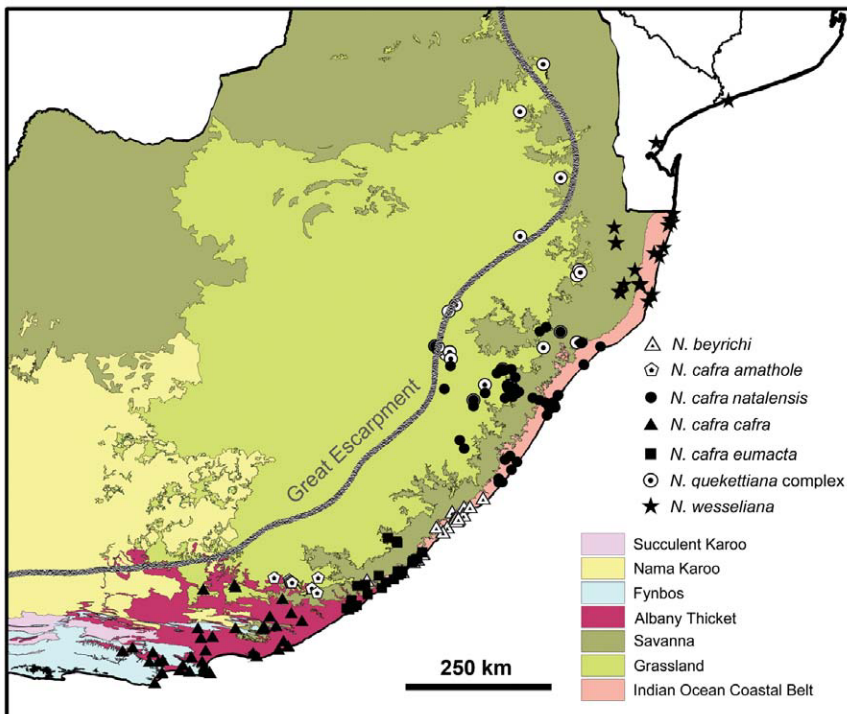 Great Escarpment
N. beyrichi
N. cafra amathole
N. cafra natalensis
N. cafra cafra
N. cafra eumacta
N. quekettiana complex
N. wesseliana
Succulent Karoo
Nama Karoo
Fynbos
Albany Thicket
Savanna
Grassland
Indian Ocean Coastal Belt
250 km